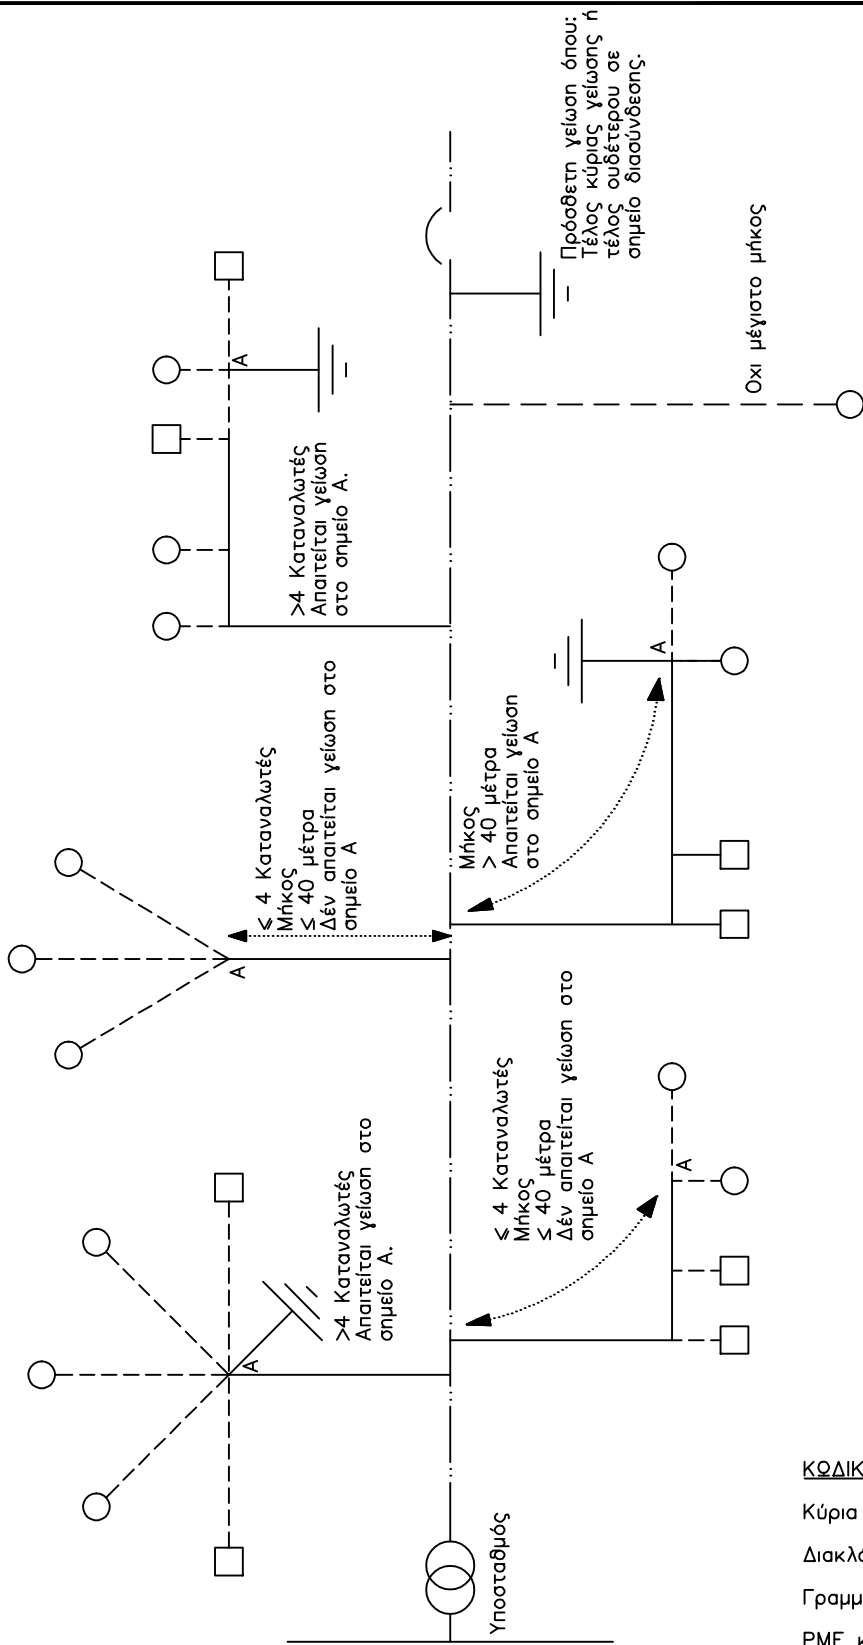 Πρόσθετη γείωση όπου:
Τέλος κύριας γείωσης ή
τέλος ουδέτερου σε
σημείο διασύνδεσης.
Οχι μέγιστο μήκος
A
>4 Καταναλωτές
Απαιτείται γείωση
στο σημείο Α.
A
Μήκος
> 40 μέτρα
Απαιτείται γείωση
στο σημείο Α
≤ 4 Καταναλωτές
Μήκος
≤ 40 μέτρα
Δέν απαιτείται γείωση στο
σημείο Α
A
≤ 4 Καταναλωτές
Μήκος
≤ 40 μέτρα
Δέν απαιτείται γείωση στο
σημείο Α
A
>4 Καταναλωτές
Απαιτείται γείωση στο
σημείο Α.
A
Υποσταθμός
ΚΩΔΙΚ
Κύρια
Διακλά
Γραμμ
PME κ